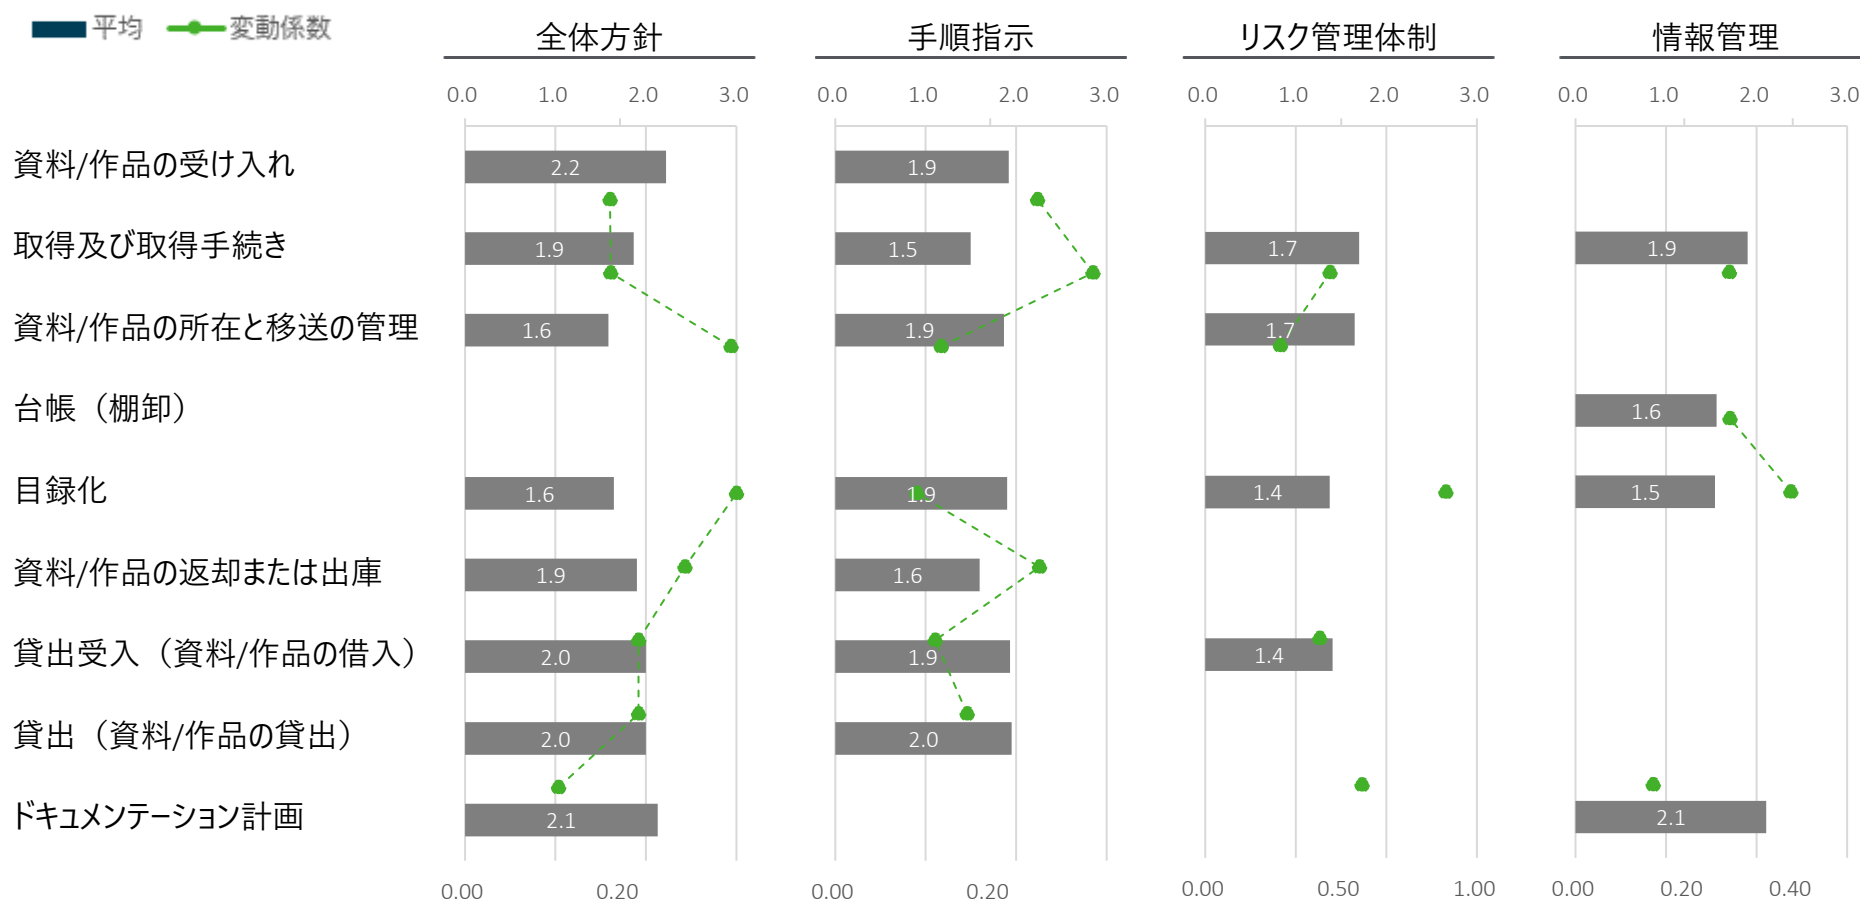 平均 変動係数
全体方針 手順指示 リスク管理体制 情報管理
0.0 1.0 2.0 3.0 0.0 1.0 2.0 3.0 0.0 1.0 2.0 3.0 0.0 1.0 2.0 3.0
資料/作品の受け入れ 2.2 1.9
取得及び取得手続き 1.9 1.5 1.7 1.9
資料/作品の所在と移送の管理 1.6 1.9 1.7
台帳（棚卸） 1.6
目録化 1.6 1.9 1.4 1.5
資料/作品の返却または出庫 1.9 1.6
貸出受入（資料/作品の借入） 2.0 1.9 1.4
貸出（資料/作品の貸出） 2.0 2.0
ドキュメンテーション計画 2.1 2.1
0.00 0.20 0.00 0.20 0.00 0.50 1.00 0.00 0.20 0.40